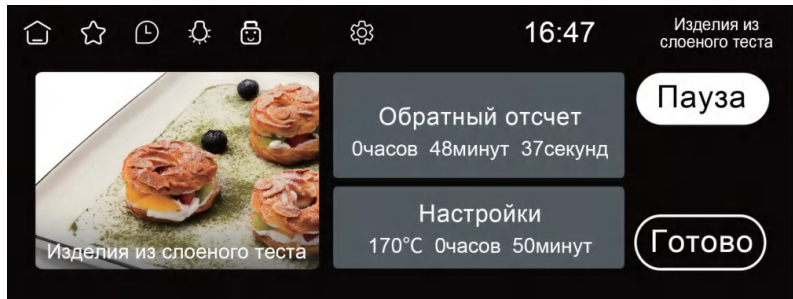 16:47
Изделия из
слоеного теста
Изделия из слоеного теста
Обратный отсчет
0часов 48минут 37секунд
Настройки
170°C 0часов 50минут
Пауза
Готово